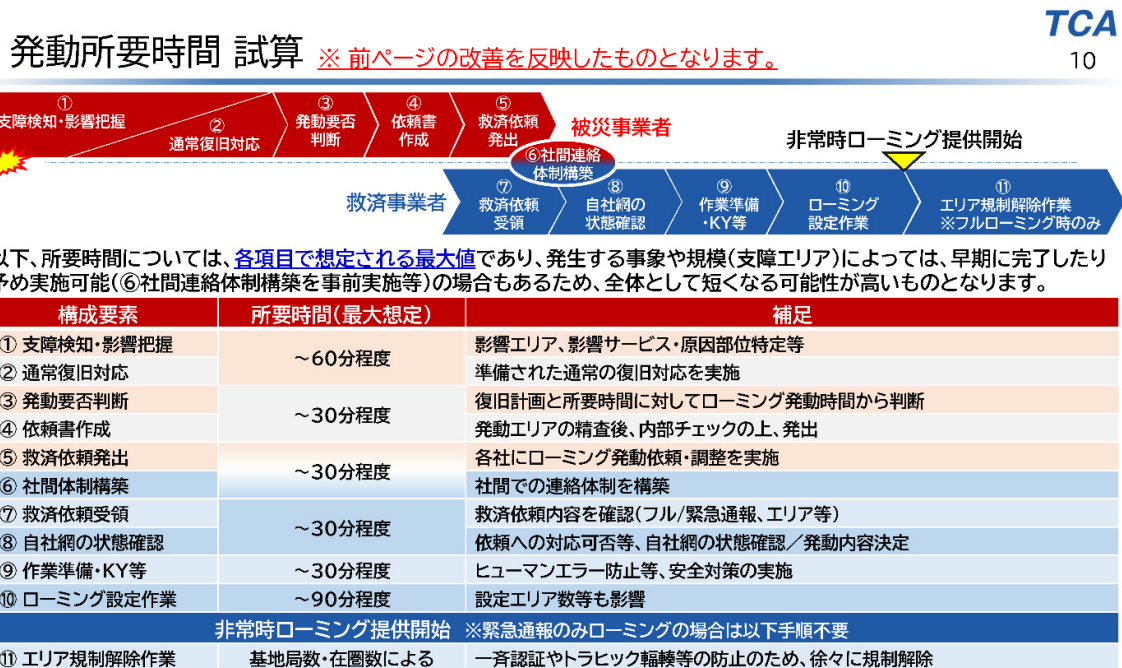 TCA
10
発動所要時間 試算 ※ 前ページの改善を反映したものとなります。
①
支障検知・影響把握
②
通常復旧対応
③
発動要否
判断
④
依頼書
作成
⑤
救済依頼
発出
被災事業者
⑥社間連絡
体制構築
非常時ローミング提供開始
救済事業者
⑦
救済依頼
受領
⑧
自社網の
状態確認
⑨
作業準備
・KY等
⑩
ローミング
設定作業
⑪
エリア規制解除作業
※フルローミング時のみ
以下、所要時間については、各項目で想定される最大値であり、発生する事象や規模(支障エリア)によっては、早期に完了したり
予め実施可能(⑥社間連絡体制構築を事前実施等)の場合もあるため、全体として短くなる可能性が高いものとなります。
構成要素 所要時間(最大想定) 補足
① 支障検知・影響把握 ～60分程度 影響エリア、影響サービス・原因部位特定等
② 通常復旧対応 準備された通常の復旧対応を実施
③ 発動要否判断 ～30分程度 復旧計画と所要時間に対してローミング発動時間から判断
④ 依頼書作成 発動エリアの精査後、内部チェックの上、発出
⑤ 救済依頼発出 ～30分程度 各社にローミング発動依頼・調整を実施
⑥ 社間体制構築 社間での連絡体制を構築
⑦ 救済依頼受領 ～30分程度 救済依頼内容を確認(フル/緊急通報、エリア等)
⑧ 自社網の状態確認 依頼への対応可否等、自社網の状態確認／発動内容決定
⑨ 作業準備・KY等 ～30分程度 ヒューマンエラー防止等、安全対策の実施
⑩ ローミング設定作業 ～90分程度 設定エリア数等も影響
非常時ローミング提供開始 ※緊急通報のみローミングの場合は以下手順不要
⑪ エリア規制解除作業 基地局数・在圏数による 一斉認証やトラヒック輻輳等の防止のため、徐々に規制解除